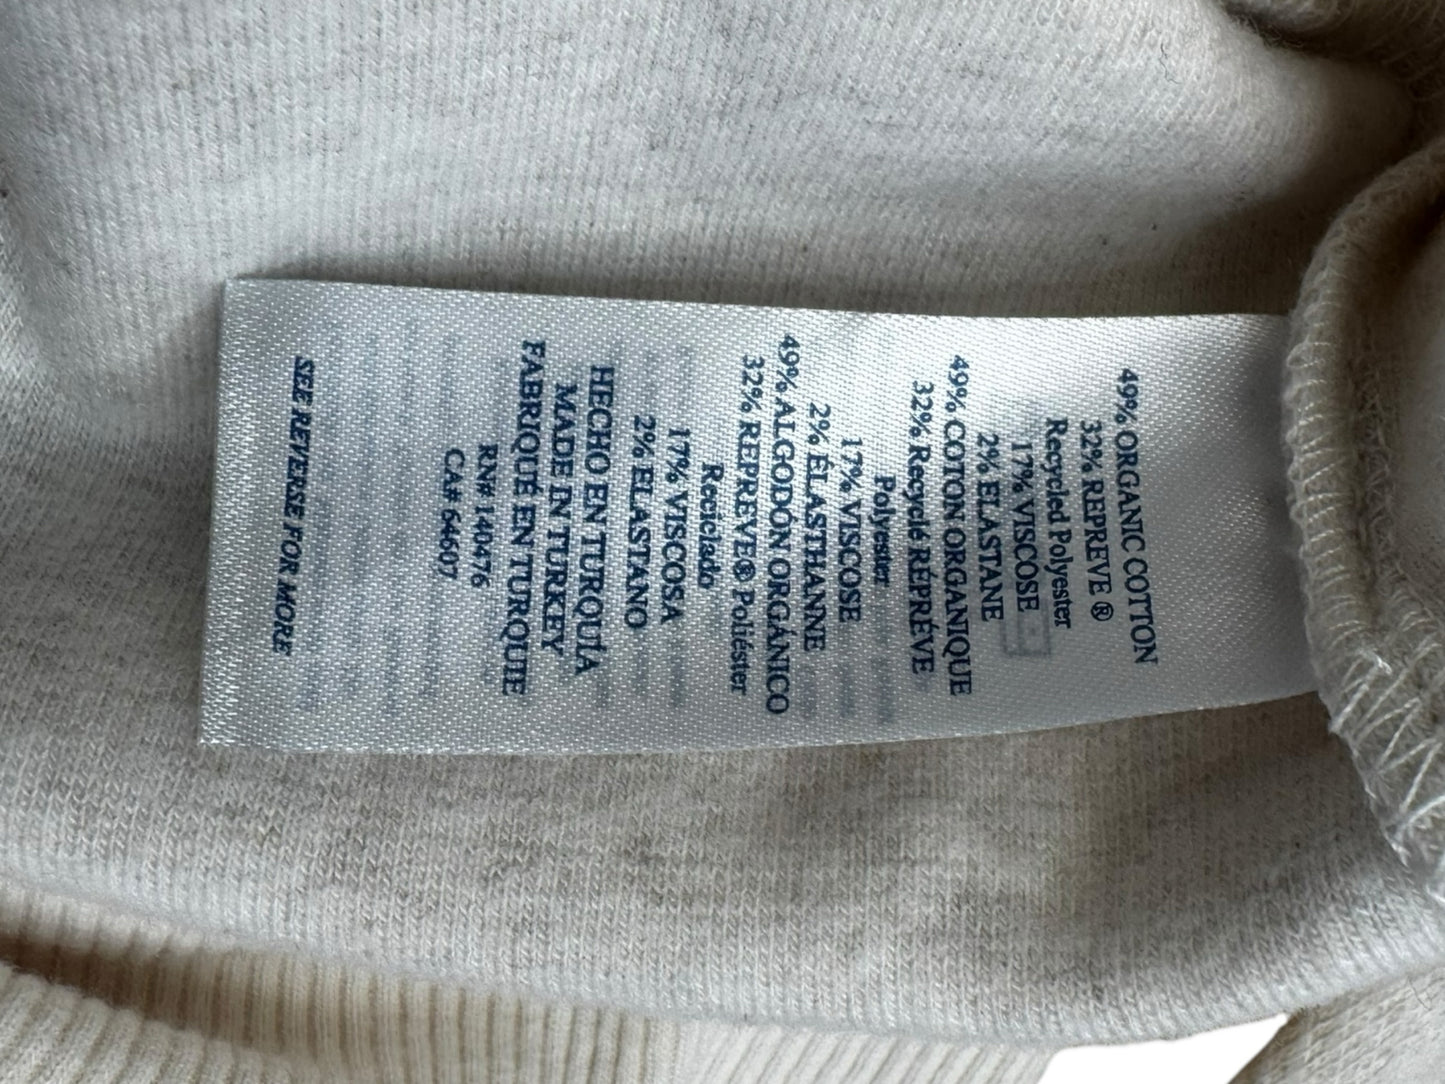 49% ORGANIC COTTON
32% REPREVE ®
Recycled Polyester
17% VISCOSE
2% ELASTANE
49% COTON ORGANIQUE
32% Recyclé RÉPRÉVE
Polyester
17% VISCOSE
2% ÉLASTHANNE
49% ALGODÓN ORGÁNICO
32% REPREVE® Poliéster
Reciclado
17% VISCOSA
2% ELASTANO
HECHO EN TURQUÍA
MADE IN TURKEY
FABRIQUÉ EN TURQUIE
RN# 140476
CA# 64607
SEE REVERSE FOR MORE